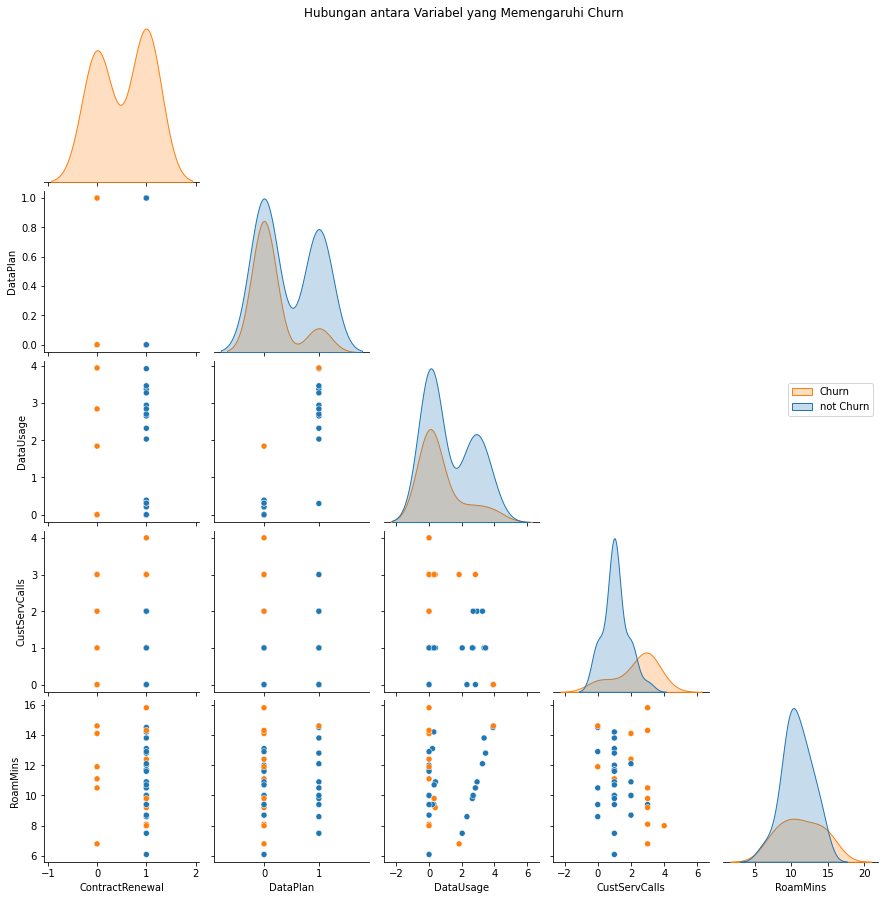 Hubungan antara Variabel yang Memengaruhi Churn
1.0
0.8
0.6
0.4
0.2
0.0
DataPlan
4
3
2
1
0
DataUsage
Churn
not Churn
4
3
2
1
0
CustServCalls
16
14
12
10
8
6
RoamMins
−1 0 1 2
0 1
−2 0 2 4 6
−2 0 2 4 6
5 10 15 20
ContractRenewal
DataPlan
DataUsage
CustServCalls
RoamMins